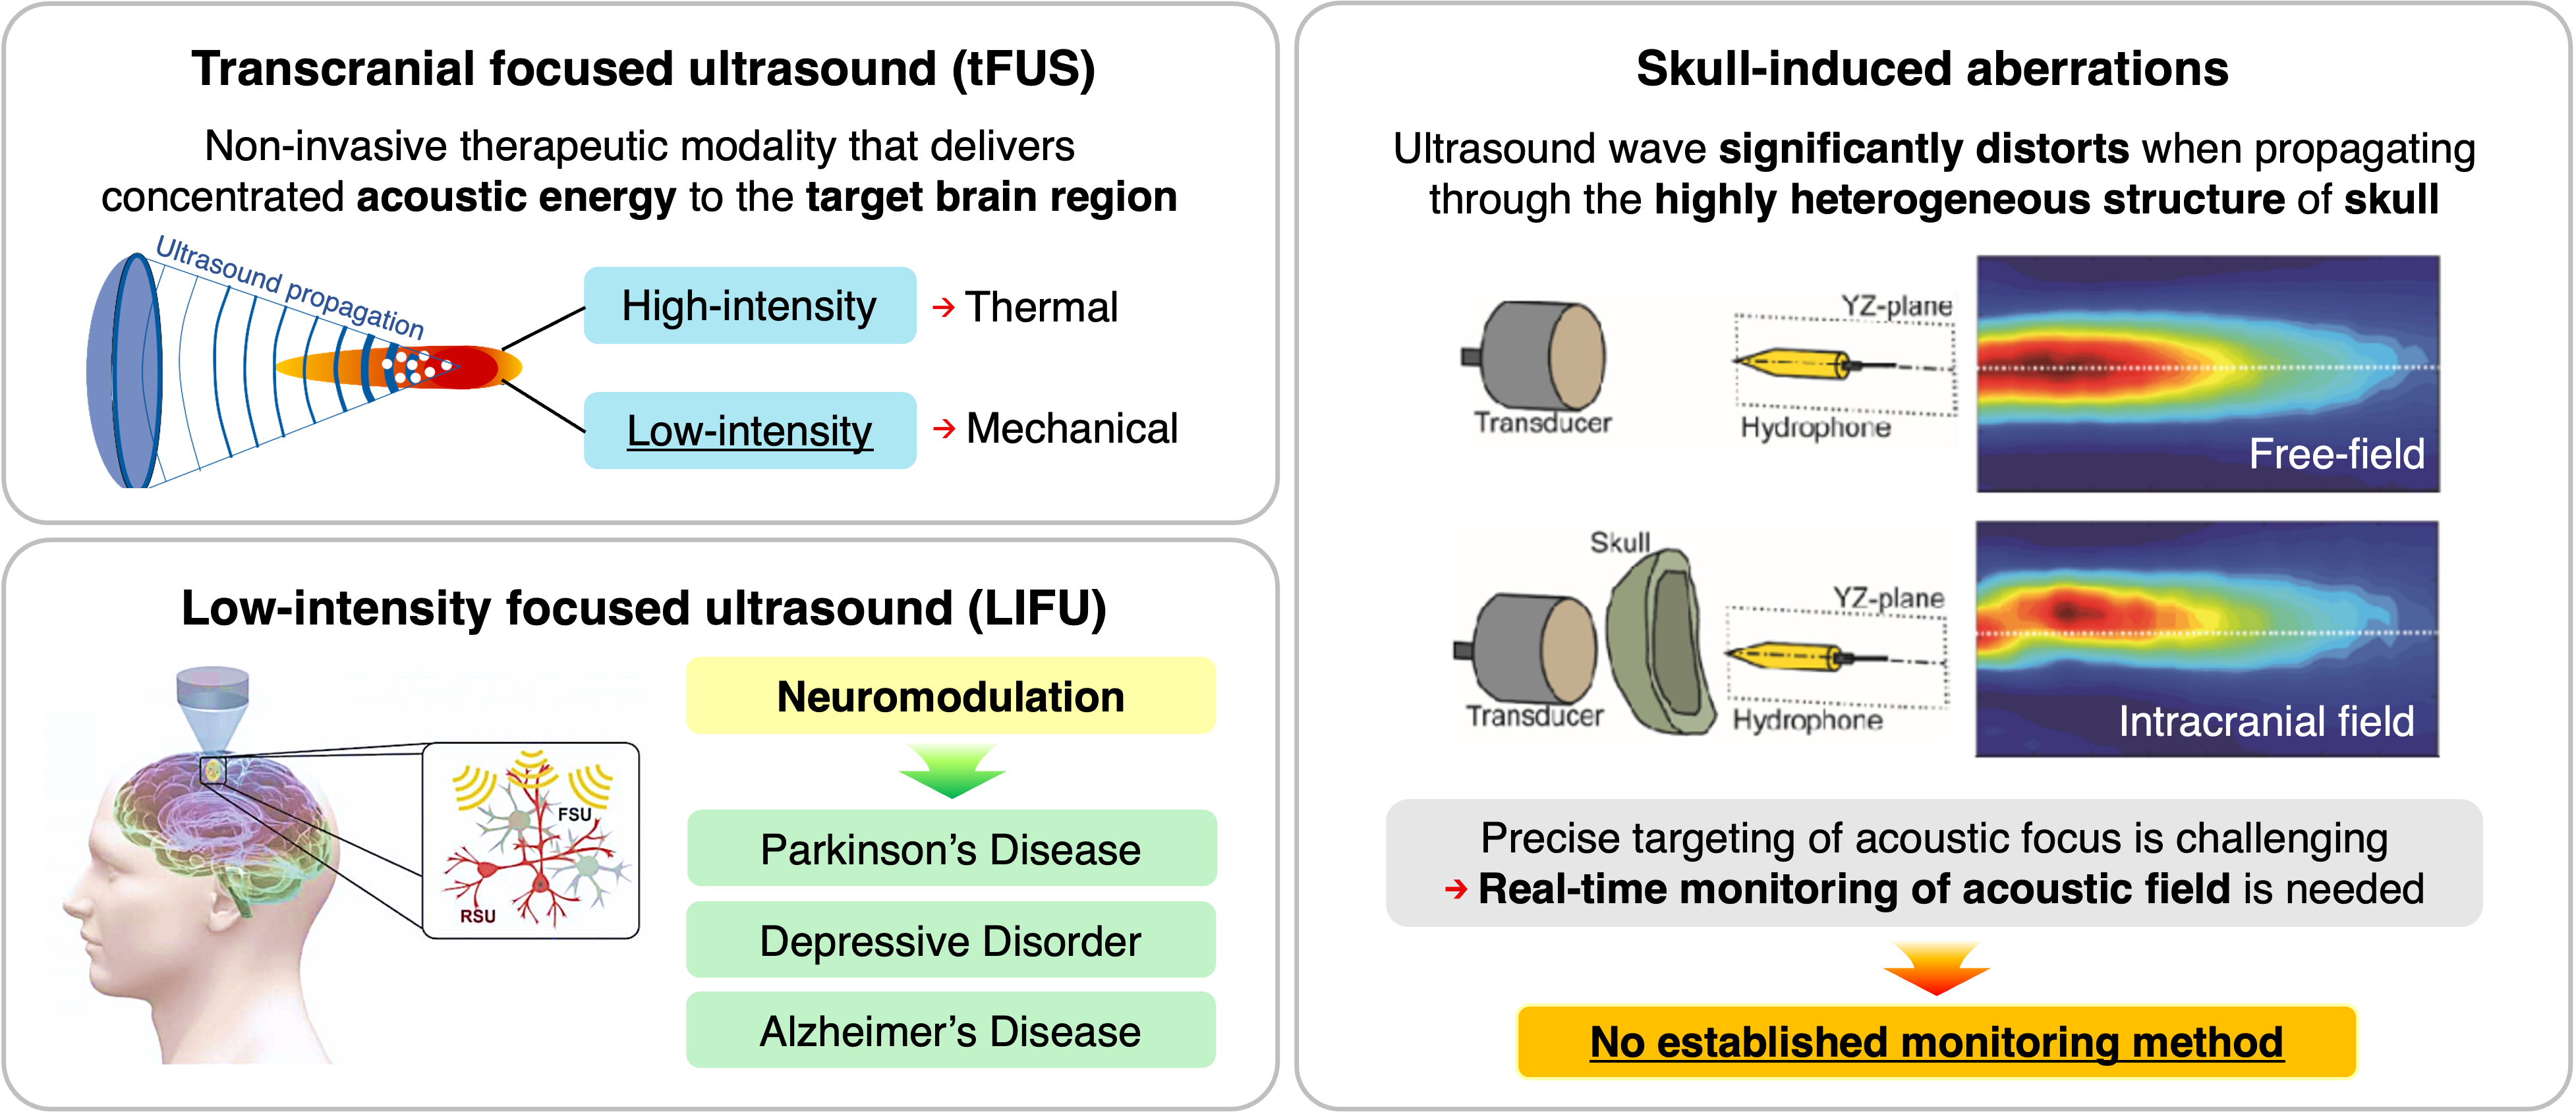 Transcranial focused ultrasound (tFUS)
Non-invasive therapeutic modality that delivers
concentrated acoustic energy to the target brain region
Ultrasound propagation
High-intensity
→ Thermal
Low-intensity
→ Mechanical
Low-intensity focused ultrasound (LIFU)
FSU
RSU
Neuromodulation
Parkinson’s Disease
Depressive Disorder
Alzheimer’s Disease
Skull-induced aberrations
Ultrasound wave significantly distorts when propagating
through the highly heterogeneous structure of skull
YZ-plane
Transducer
Hydrophone
Free-field
Skull
YZ-plane
Transducer
Hydrophone
Intracranial field
Precise targeting of acoustic focus is challenging
→ Real-time monitoring of acoustic field is needed
No established monitoring method